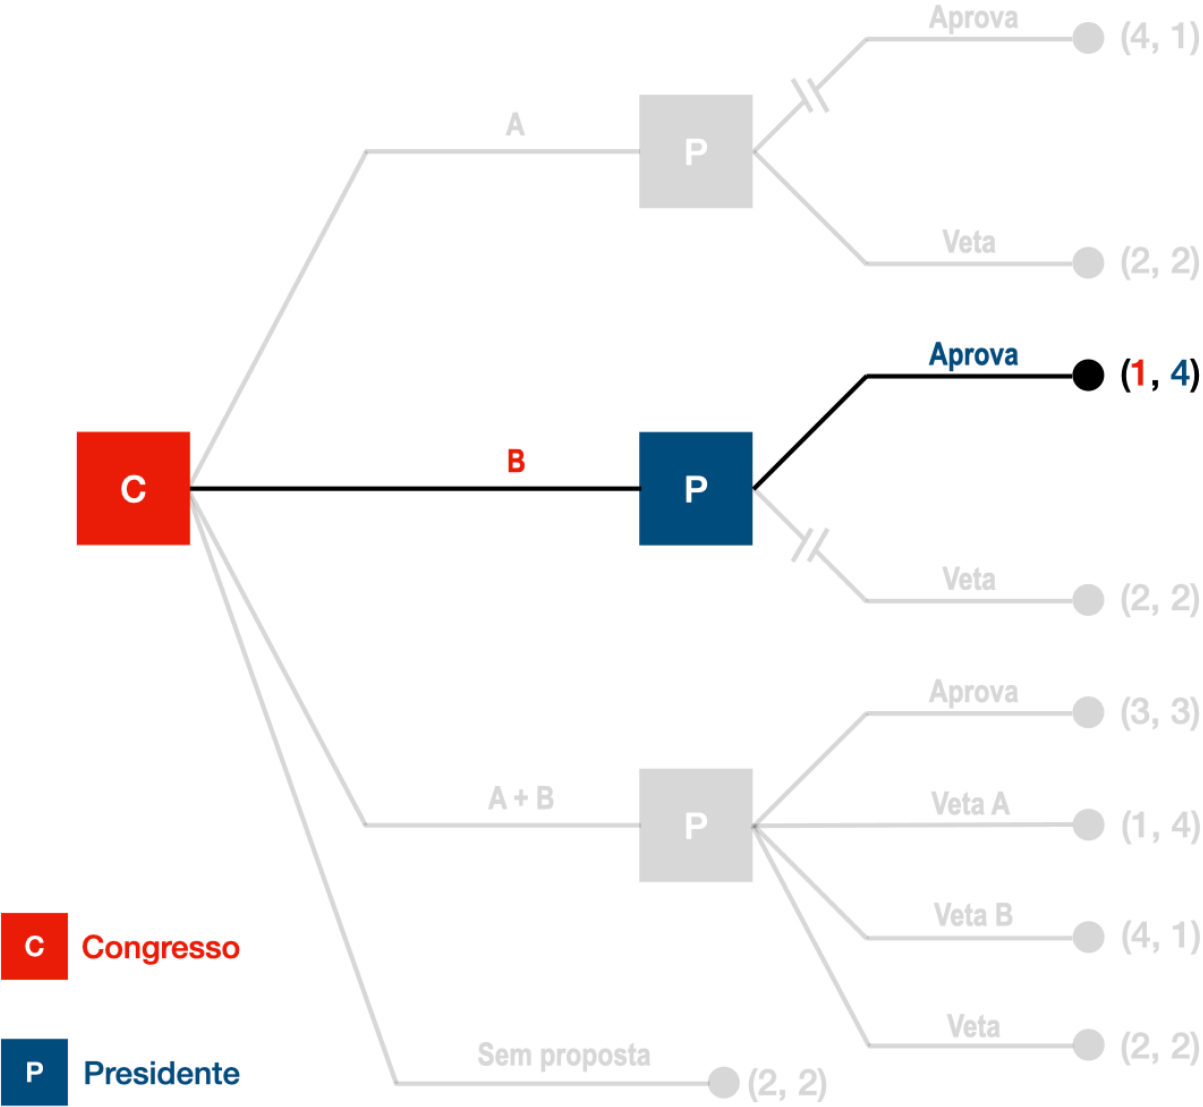 Aprova
(4, 1)
A
P
Veta
(2, 2)
Aprova
(1, 4)
C
B
P
Veta
(2, 2)
Aprova
(3, 3)
A + B
P
Veta A
(1, 4)
Veta B
(4, 1)
Veta
(2, 2)
Sem proposta
(2, 2)
C Congresso
P Presidente